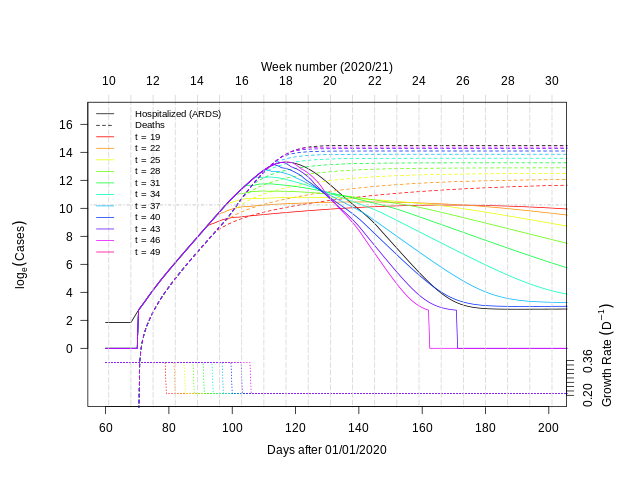 Week number (2020/21)
10 12 14 16 18 20 22 24 26 28 30
Hospitalized (ARDS)
Deaths
t = 19
t = 22
t = 25
t = 28
t = 31
t = 34
t = 37
t = 40
t = 43
t = 46
t = 49
16
14
12
10
8
6
4
2
0
logₑ(Cases)
0.20 0.36
Growth Rate (D⁻¹)
60 80 100 120 140 160 180 200
Days after 01/01/2020